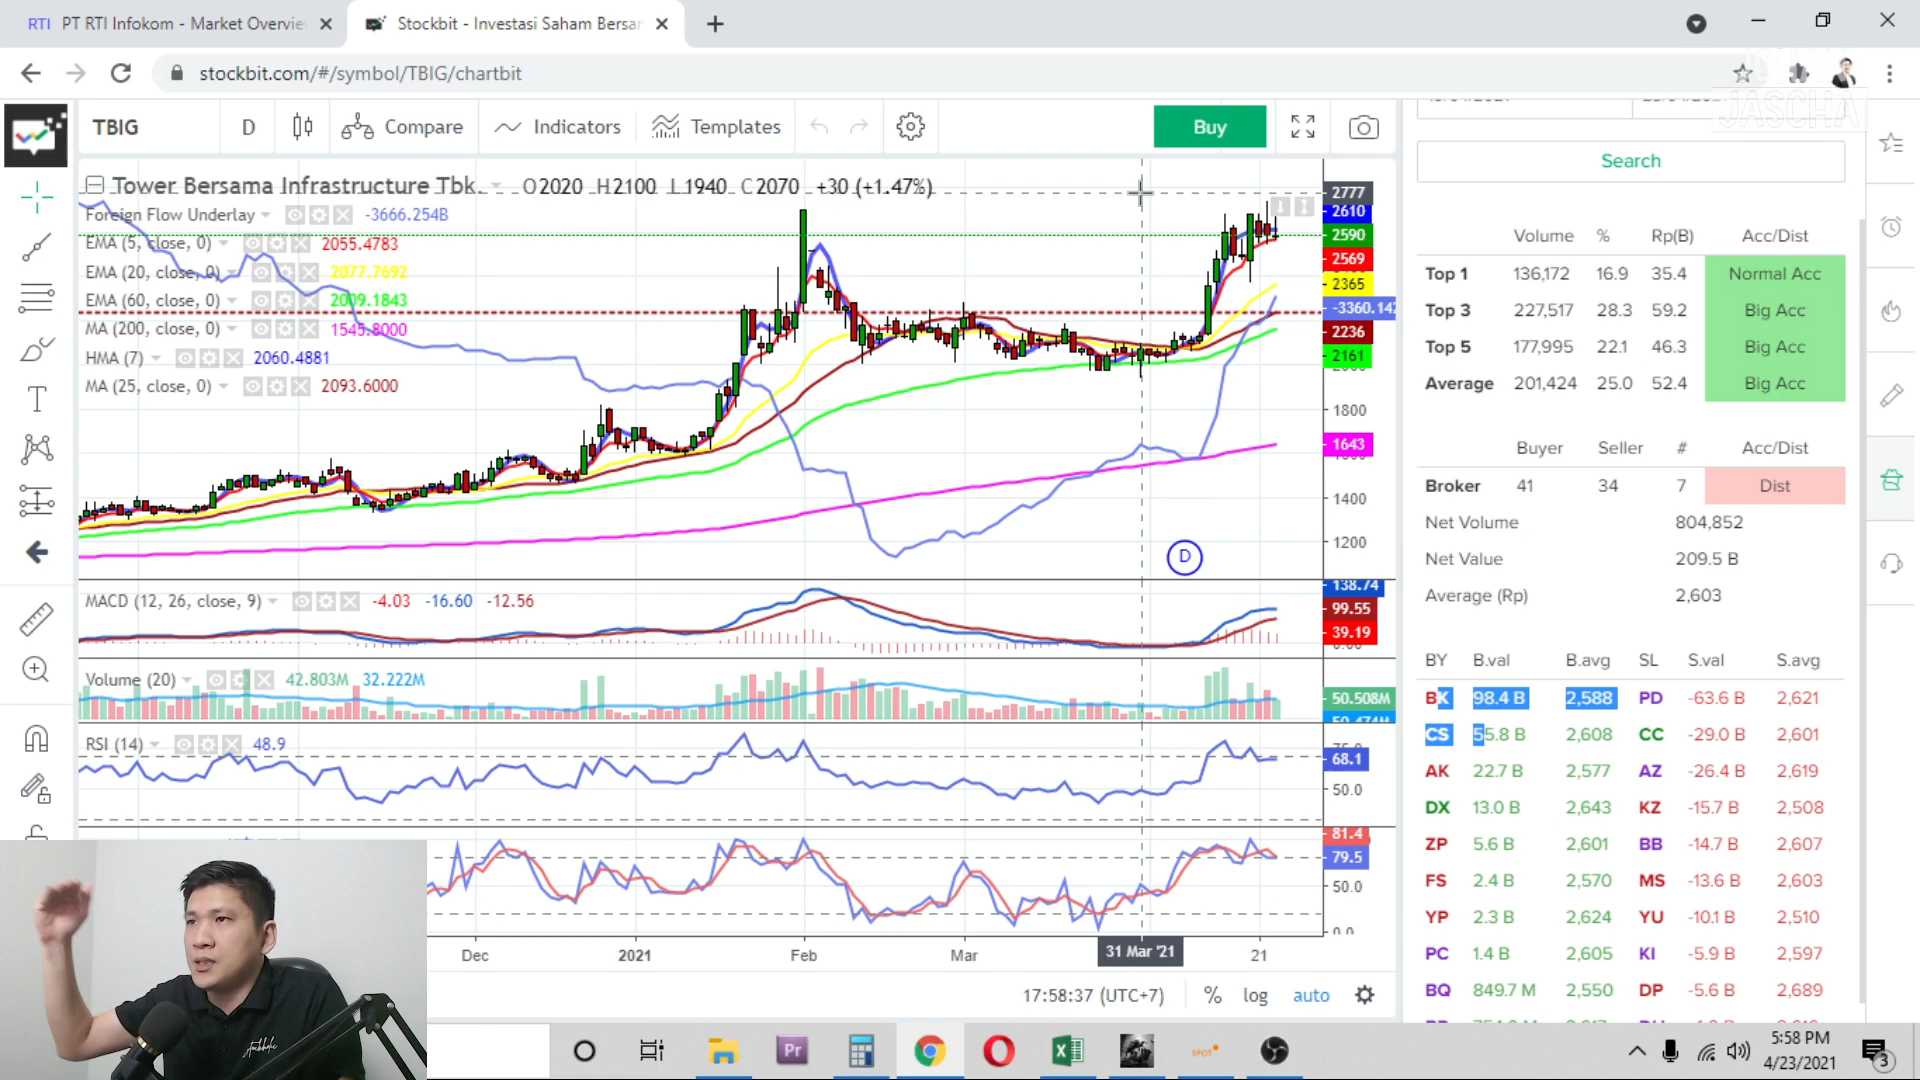 RTI PT RTI Infokom - Market Overvie
Stockbit - Investasi Saham Bersar
stockbit.com/#/symbol/TBIG/chartbit
JASCHA
TBIG D Compare Indicators Templates Buy
Tower Bersama Infrastructure Tbk. O2020 H2100 L1940 C2070 +30 (+1.47%)
Foreign Flow Underlay -3666.254B
EMA (5, close, 0) 2055.4783
EMA (20, close, 0) 2077.7692
EMA (60, close, 0) 2009.1843
MA (200, close, 0) 1545.8000
HMA (7) 2060.4881
MA (25, close, 0) 2093.6000
2777
2610
2590
2569
2365
-3360.142
2236
2161
1800
1643
1400
1200
D
MACD (12, 26, close, 9) -4.03 -16.60 -12.56
138.74
99.55
39.19
Volume (20) 42.803M 32.222M
50.508M
50.474M
RSI (14) 48.9
68.1
50.0
81.4
79.5
50.0
0.0
Dec 2021 Feb Mar 31 Mar '21 21
17:58:37 (UTC+7) % log auto
Search
Volume % Rp(B) Acc/Dist
Top 1 136,172 16.9 35.4 Normal Acc
Top 3 227,517 28.3 59.2 Big Acc
Top 5 177,995 22.1 46.3 Big Acc
Average 201,424 25.0 52.4 Big Acc
Buyer Seller # Acc/Dist
Broker 41 34 7 Dist
Net Volume 804,852
Net Value 209.5 B
Average (Rp) 2,603
BY B.val B.avg SL S.val S.avg
BX 98.4 B 2,588 PD -63.6 B 2,621
CS 55.8 B 2,608 CC -29.0 B 2,601
AK 22.7 B 2,577 AZ -26.4 B 2,619
DX 13.0 B 2,643 KZ -15.7 B 2,508
ZP 5.6 B 2,601 BB -14.7 B 2,607
FS 2.4 B 2,570 MS -13.6 B 2,603
YP 2.3 B 2,624 YU -10.1 B 2,510
PC 1.4 B 2,605 KI -5.9 B 2,597
BQ 849.7 M 2,550 DP -5.6 B 2,689
Pr
SPOT
5:58 PM
4/23/2021
3